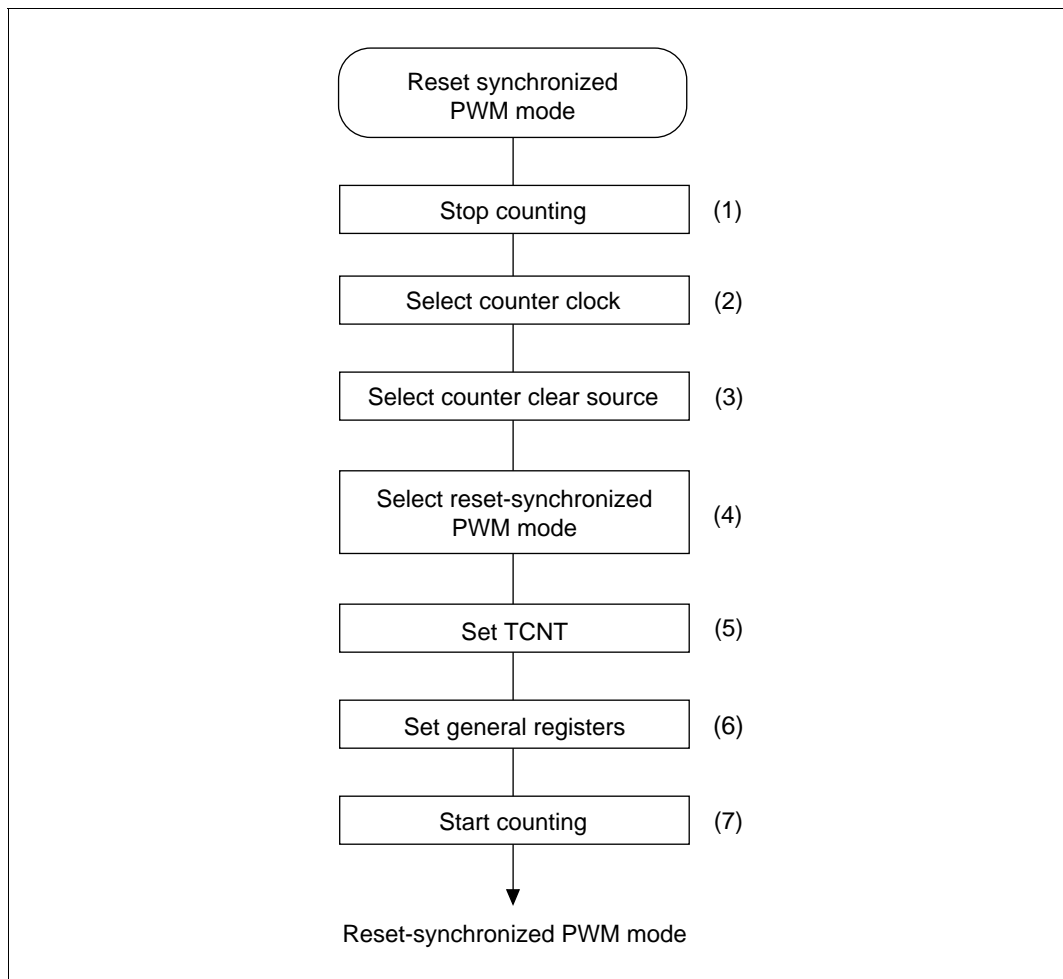 Reset synchronized
PWM mode
Stop counting (1)
Select counter clock (2)
Select counter clear source (3)
Select reset-synchronized
PWM mode (4)
Set TCNT (5)
Set general registers (6)
Start counting (7)
Reset-synchronized PWM mode